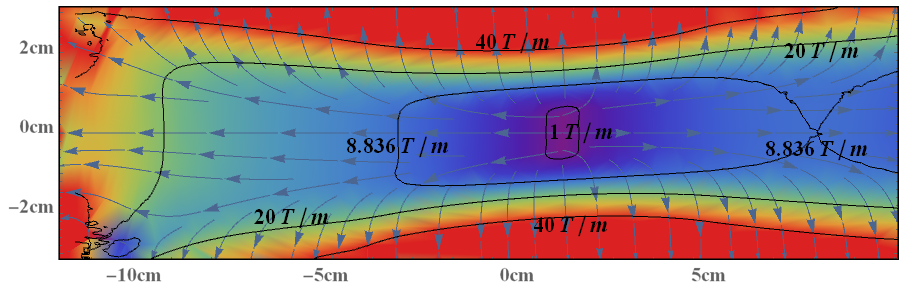 2cm
40 T / m
20 T / m
0cm
1 T / m
8.836 T / m
8.836 T / m
−2cm
20 T / m
40 T / m
−10cm
−5cm
0cm
5cm